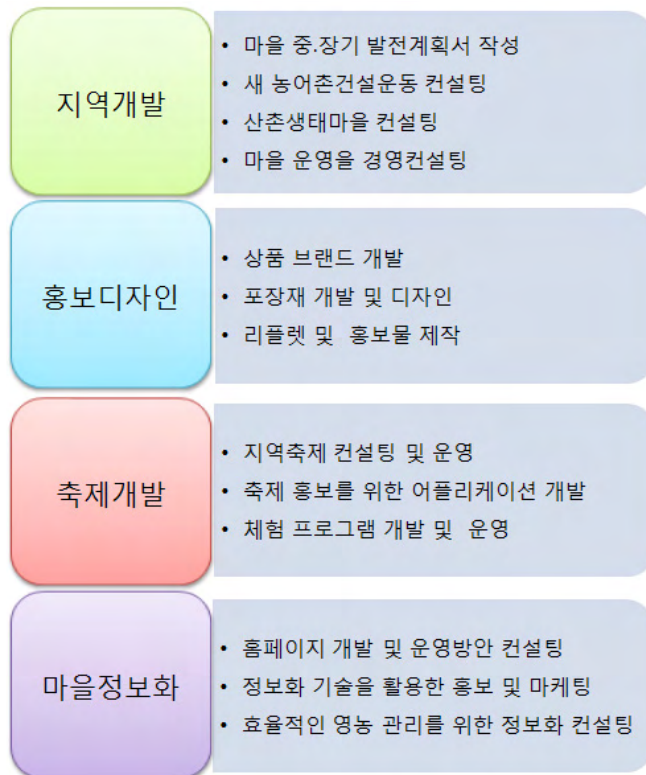 지역개발
• 마을 중.장기 발전계획서 작성
• 새 농어촌건설운동 컨설팅
• 산촌생태마을 컨설팅
• 마을 운영을 경영컨설팅
홍보디자인
• 상품 브랜드 개발
• 포장재 개발 및 디자인
• 리플렛 및 홍보물 제작
축제개발
• 지역축제 컨설팅 및 운영
• 축제 홍보를 위한 어플리케이션 개발
• 체험 프로그램 개발 및 운영
마을정보화
• 홈페이지 개발 및 운영방안 컨설팅
• 정보화 기술을 활용한 홍보 및 마케팅
• 효율적인 영농 관리를 위한 정보화 컨설팅